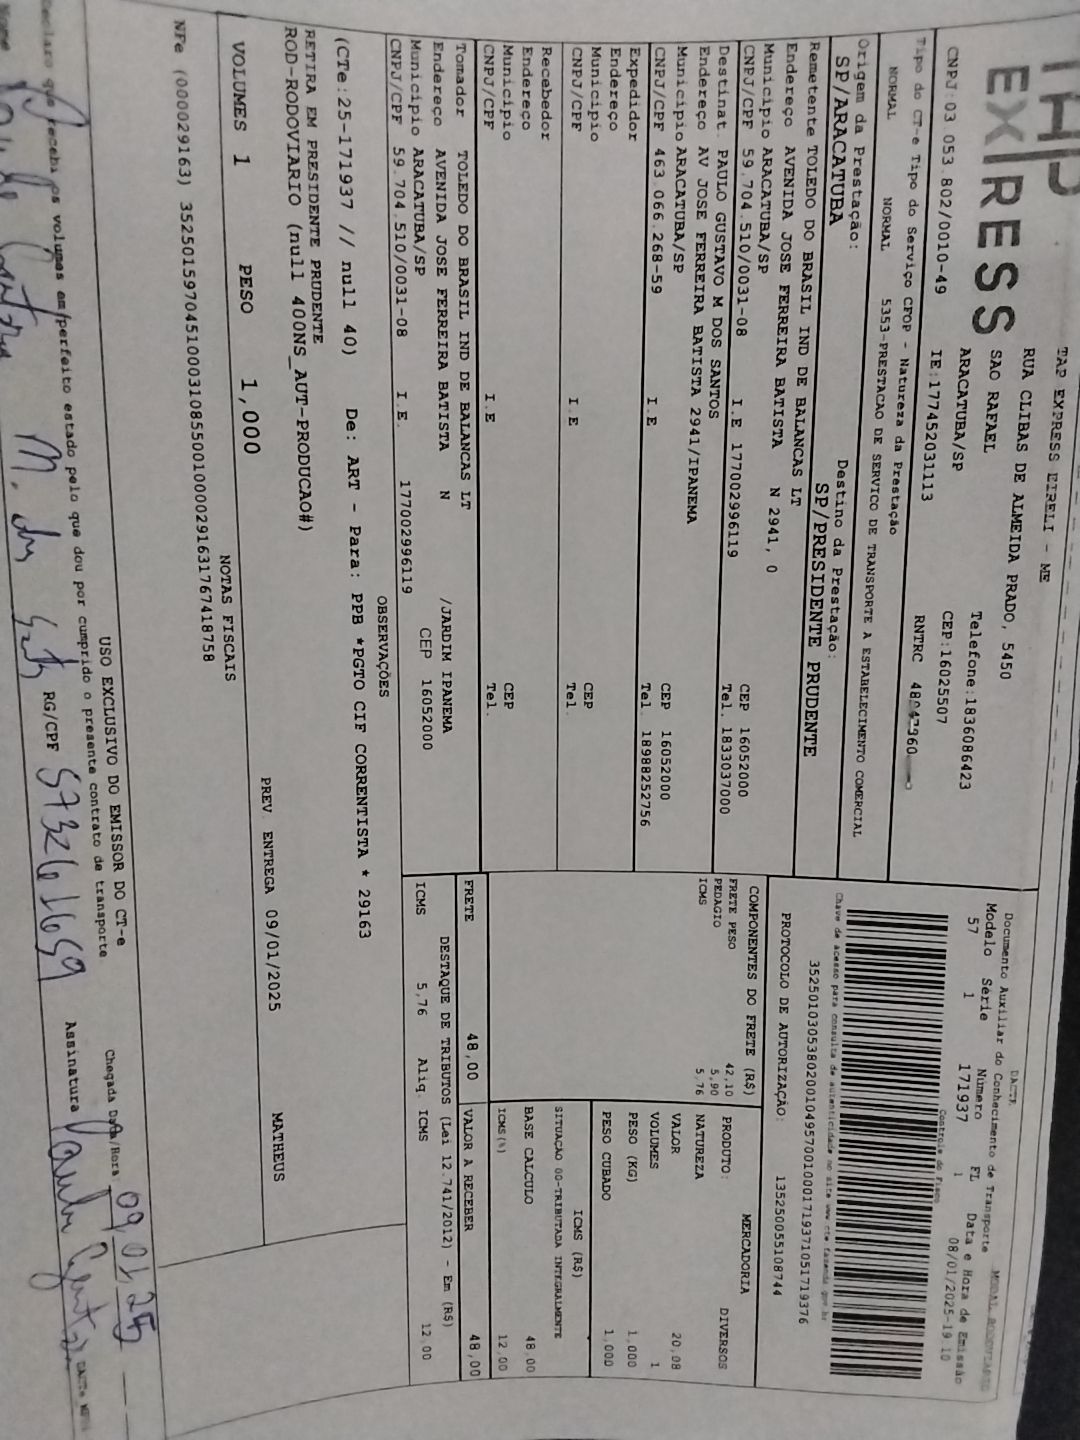 EXPRESS
TAP EXPRESS EIRELI - ME
RUA CLIBAS DE ALMEIDA PRADO, 5450
SAO RAFAEL
ARACATUBA/SP
Telefone:1836086423
CEP:16025507
CNPJ:03.053.802/0010-49
IE:177452031113
RNTRC
Tipo do CT-e Tipo do Serviço CFOP - Natureza da Prestação
NORMAL NORMAL 5353-PRESTACAO DE SERVICO DE TRANSPORTE A ESTABELECIMENTO COMERCIAL
Origem da Prestação: Destino da Prestação:
SP/ARACATUBA SP/PRESIDENTE PRUDENTE
Remetente TOLEDO DO BRASIL IND DE BALANCAS LT
Endereço AVENIDA JOSE FERREIRA BATISTA N 2941, 0
Município ARACATUBA/SP CEP 16052000
CNPJ/CPF 59.704.510/0031-08 I.E 177002996119 Tel. 1833037000
Destinat. PAULO GUSTAVO M DOS SANTOS
Endereço AV JOSE FERREIRA BATISTA 2941/IPANEMA
Município ARACATUBA/SP CEP 16052000
CNPJ/CPF 463.066.268-59 I.E Tel. 18988252756
Expedidor
Endereço
Município CEP
CNPJ/CPF I.E Tel.
Recebedor
Endereço
Município CEP
CNPJ/CPF I.E Tel.
Tomador TOLEDO DO BRASIL IND DE BALANCAS LT
Endereço AVENIDA JOSE FERREIRA BATISTA N /JARDIM IPANEMA
Município ARACATUBA/SP CEP 16052000
CNPJ/CPF 59.704.510/0031-08 I.E. 177002996119
DACTE
Documento Auxiliar do Conhecimento de Transporte MODAL RODOVIARIO
Modelo Série Número FL Data e Hora de Emissão
57 1 171937 1 08/01/2025-19.10
Controle do Fisco
Chave de acesso para consulta de autenticidade no site www.cte.fazenda.gov.br
35250103053802001049570010001719371051719376
PROTOCOLO DE AUTORIZAÇÃO: 135250055108744
COMPONENTES DO FRETE (R$)
FRETE PESO 42,10
PEDAGIO 5,90
ICMS 5,76
MERCADORIA
PRODUTO: DIVERSOS
NATUREZA
VALOR 20,08
VOLUMES 1
PESO (KG) 1,000
PESO CUBADO 1,000
ICMS (R$)
SITUAÇÃO 00-TRIBUTADA INTEGRALMENTE
BASE CALCULO 48,00
ICMS(%) 12,00
FRETE 48,00 VALOR A RECEBER 48,00
DESTAQUE DE TRIBUTOS (Lei 12.741/2012) - Em (R$)
ICMS 5,76 Aliq. ICMS 12,00
OBSERVAÇÕES
(CTe:25-171937 // null 40) De: ART - Para: PPB *PGTO CIF CORRENTISTA * 29163
RETIRA EM PRESIDENTE PRUDENTE
ROD-RODOVIARIO (null 400NS_AUT-PRODUCAO#)
PREV. ENTREGA 09/01/2025 MATHEUS
VOLUMES 1 PESO 1,000
NOTAS FISCAIS
NFe (000029163) 35250159704510003108550010000291631767418758
USO EXCLUSIVO DO EMISSOR DO CT-e
Declaro que recebi os volumes em perfeito estado pelo que dou por cumprido o presente contrato de transporte
Chegada Data/Hora 09/01/25
RG/CPF 573261659 Assinatura